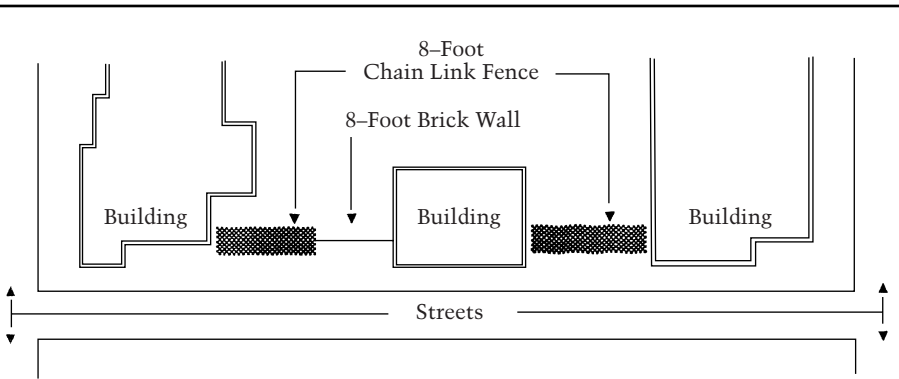 8–Foot
Chain Link Fence
8–Foot Brick Wall
Building
Building
Building
Streets